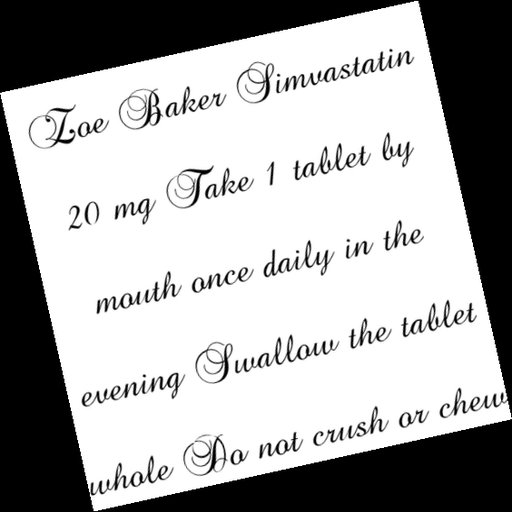 Zoe Baker Simvastatin
20 mg Take 1 tablet by
mouth once daily in the
evening Swallow the tablet
whole Do not crush or chew